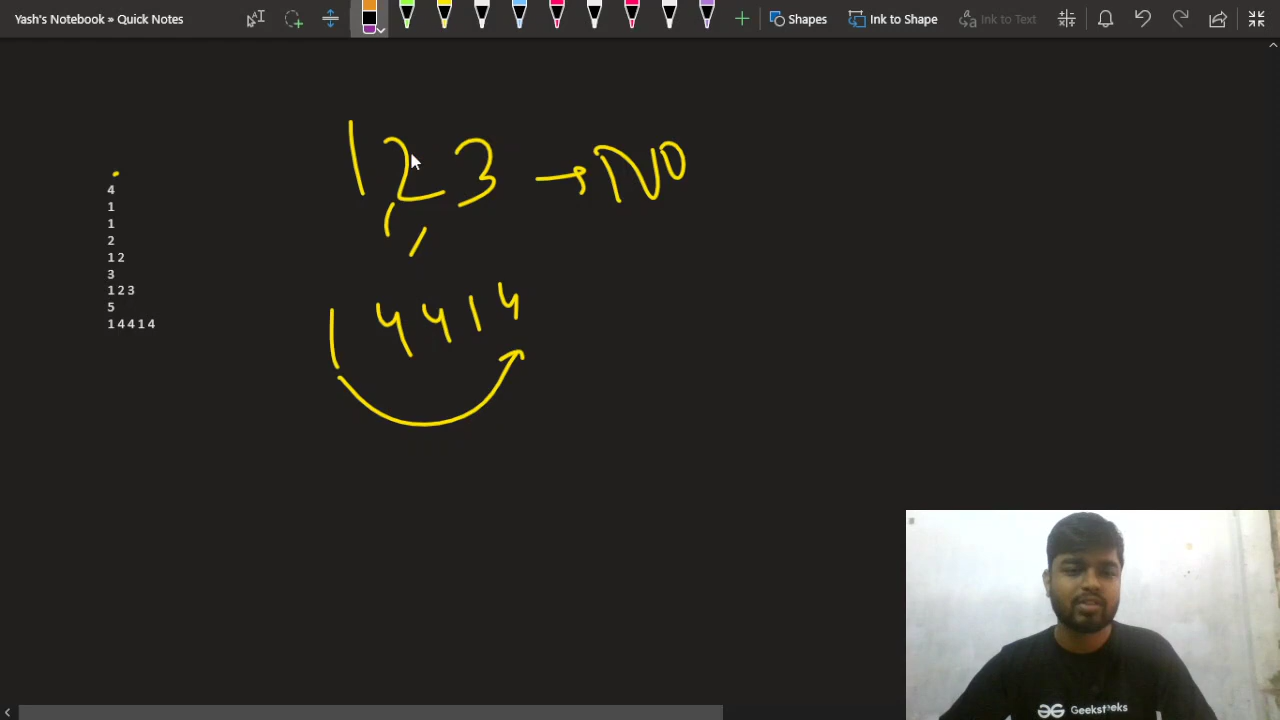 Yash's Notebook » Quick Notes
Shapes
Ink to Shape
Ink to Text
4
1
1
2
1 2
3
1 2 3
5
1 4 4 1 4
1 2 3 → NO
1 4 4 1 4